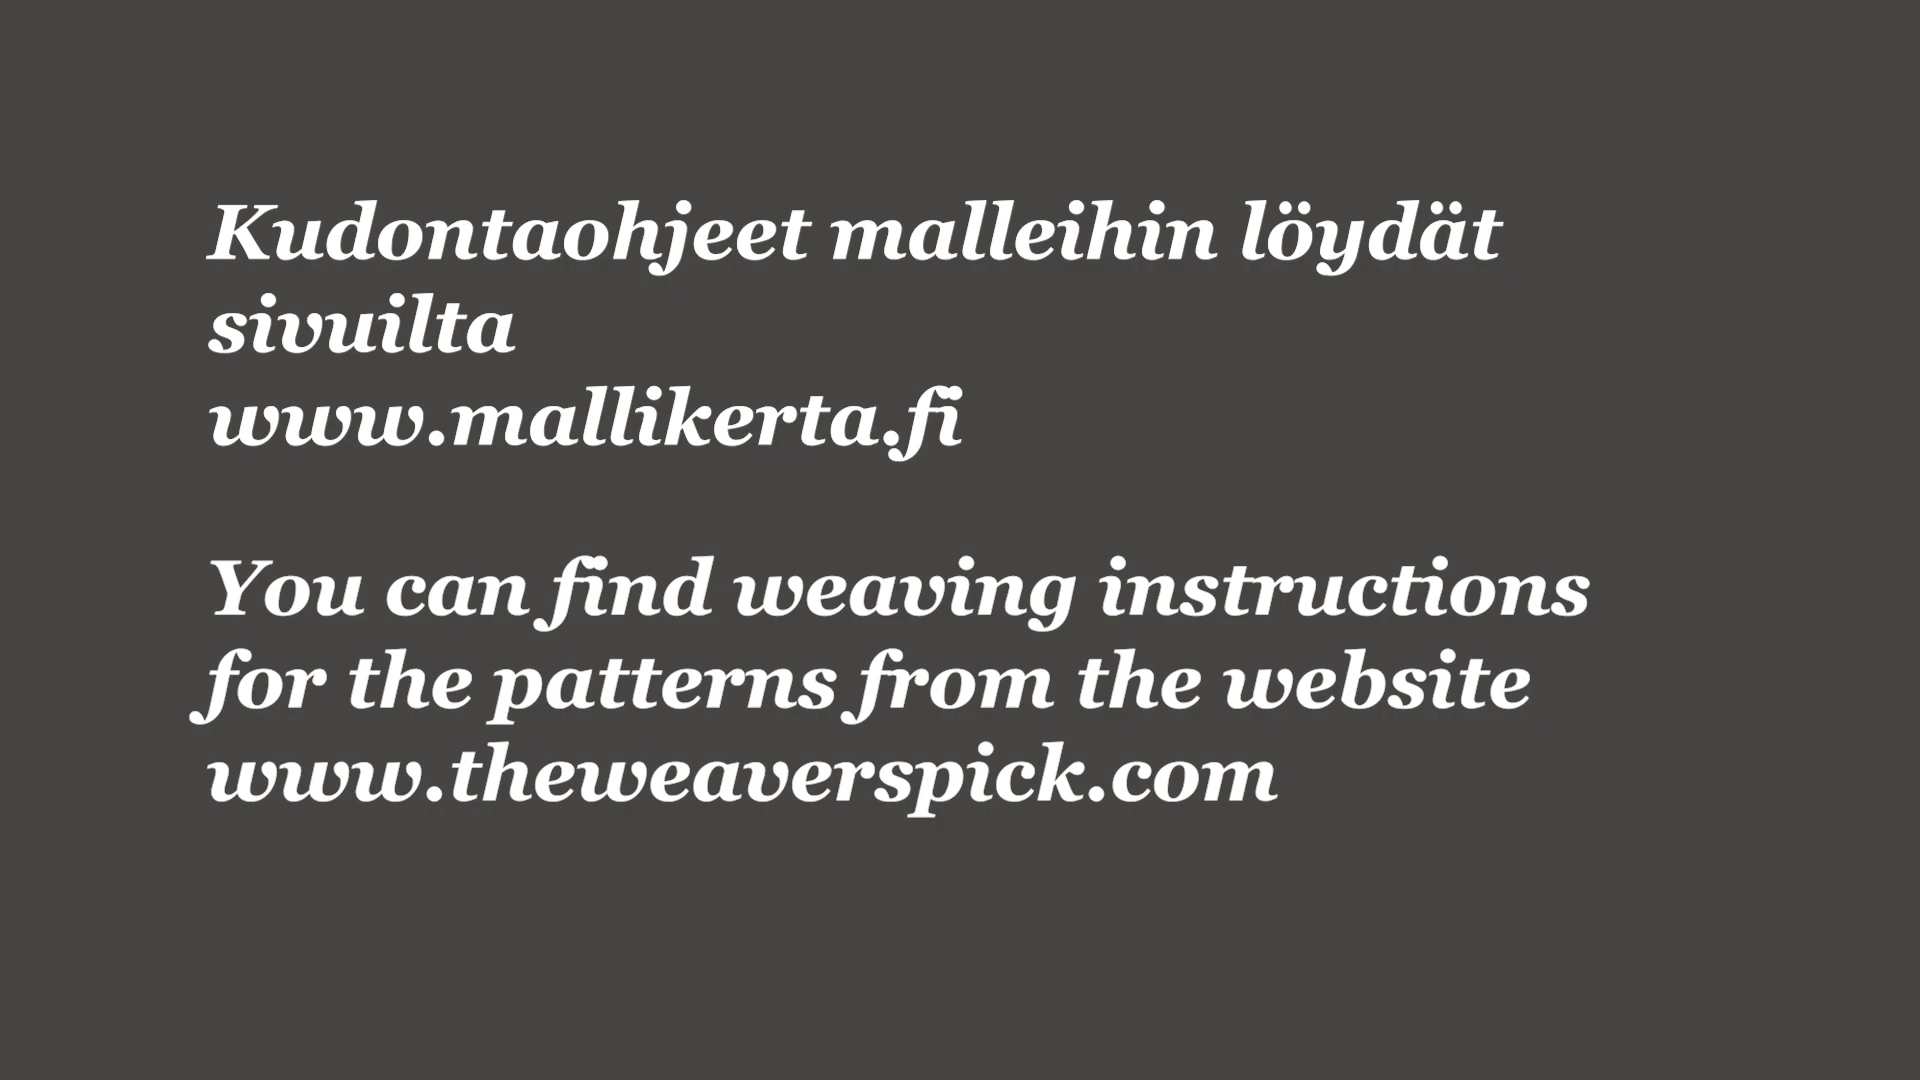 Kudontaohjeet malleihin löydät
sivuilta
www.mallikerta.fi
You can find weaving instructions
for the patterns from the website
www.theweaverspick.com